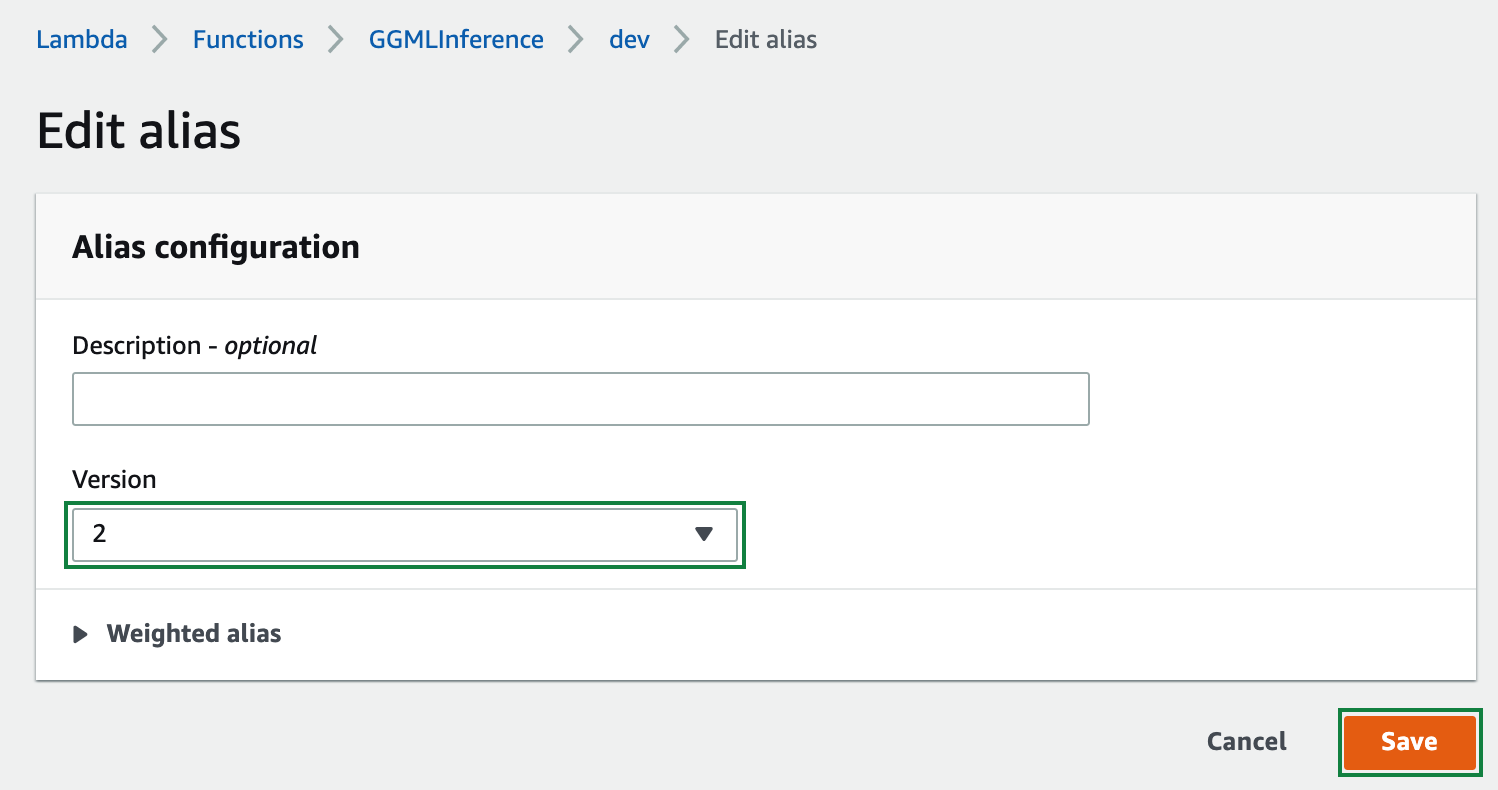 Lambda > Functions > GGMLInference > dev > Edit alias
Edit alias
Alias configuration
Description - optional
Version
2
Weighted alias
Cancel Save